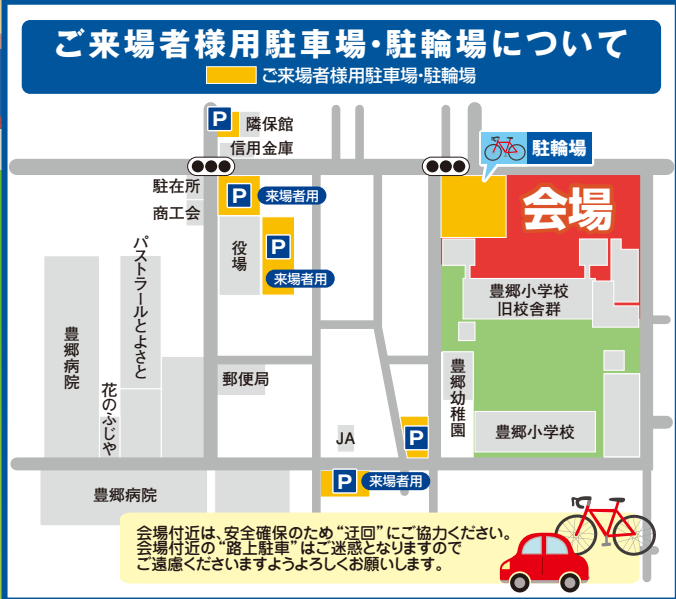 ご来場者様用駐車場・駐輪場について
ご来場者様用駐車場・駐輪場
P
隣保館
信用金庫
駐輪場
駐在所
商工会
P
来場者用
会場
役場
P
来場者用
パストラールとよさと
豊郷小学校
旧校舎群
豊郷病院
花のふじや
郵便局
豊郷幼稚園
JA
P
豊郷小学校
P
来場者用
豊郷病院
会場付近は、安全確保のため“迂回”にご協力ください。
会場付近の“路上駐車”はご迷惑となりますので
ご遠慮くださいますようよろしくお願いします。